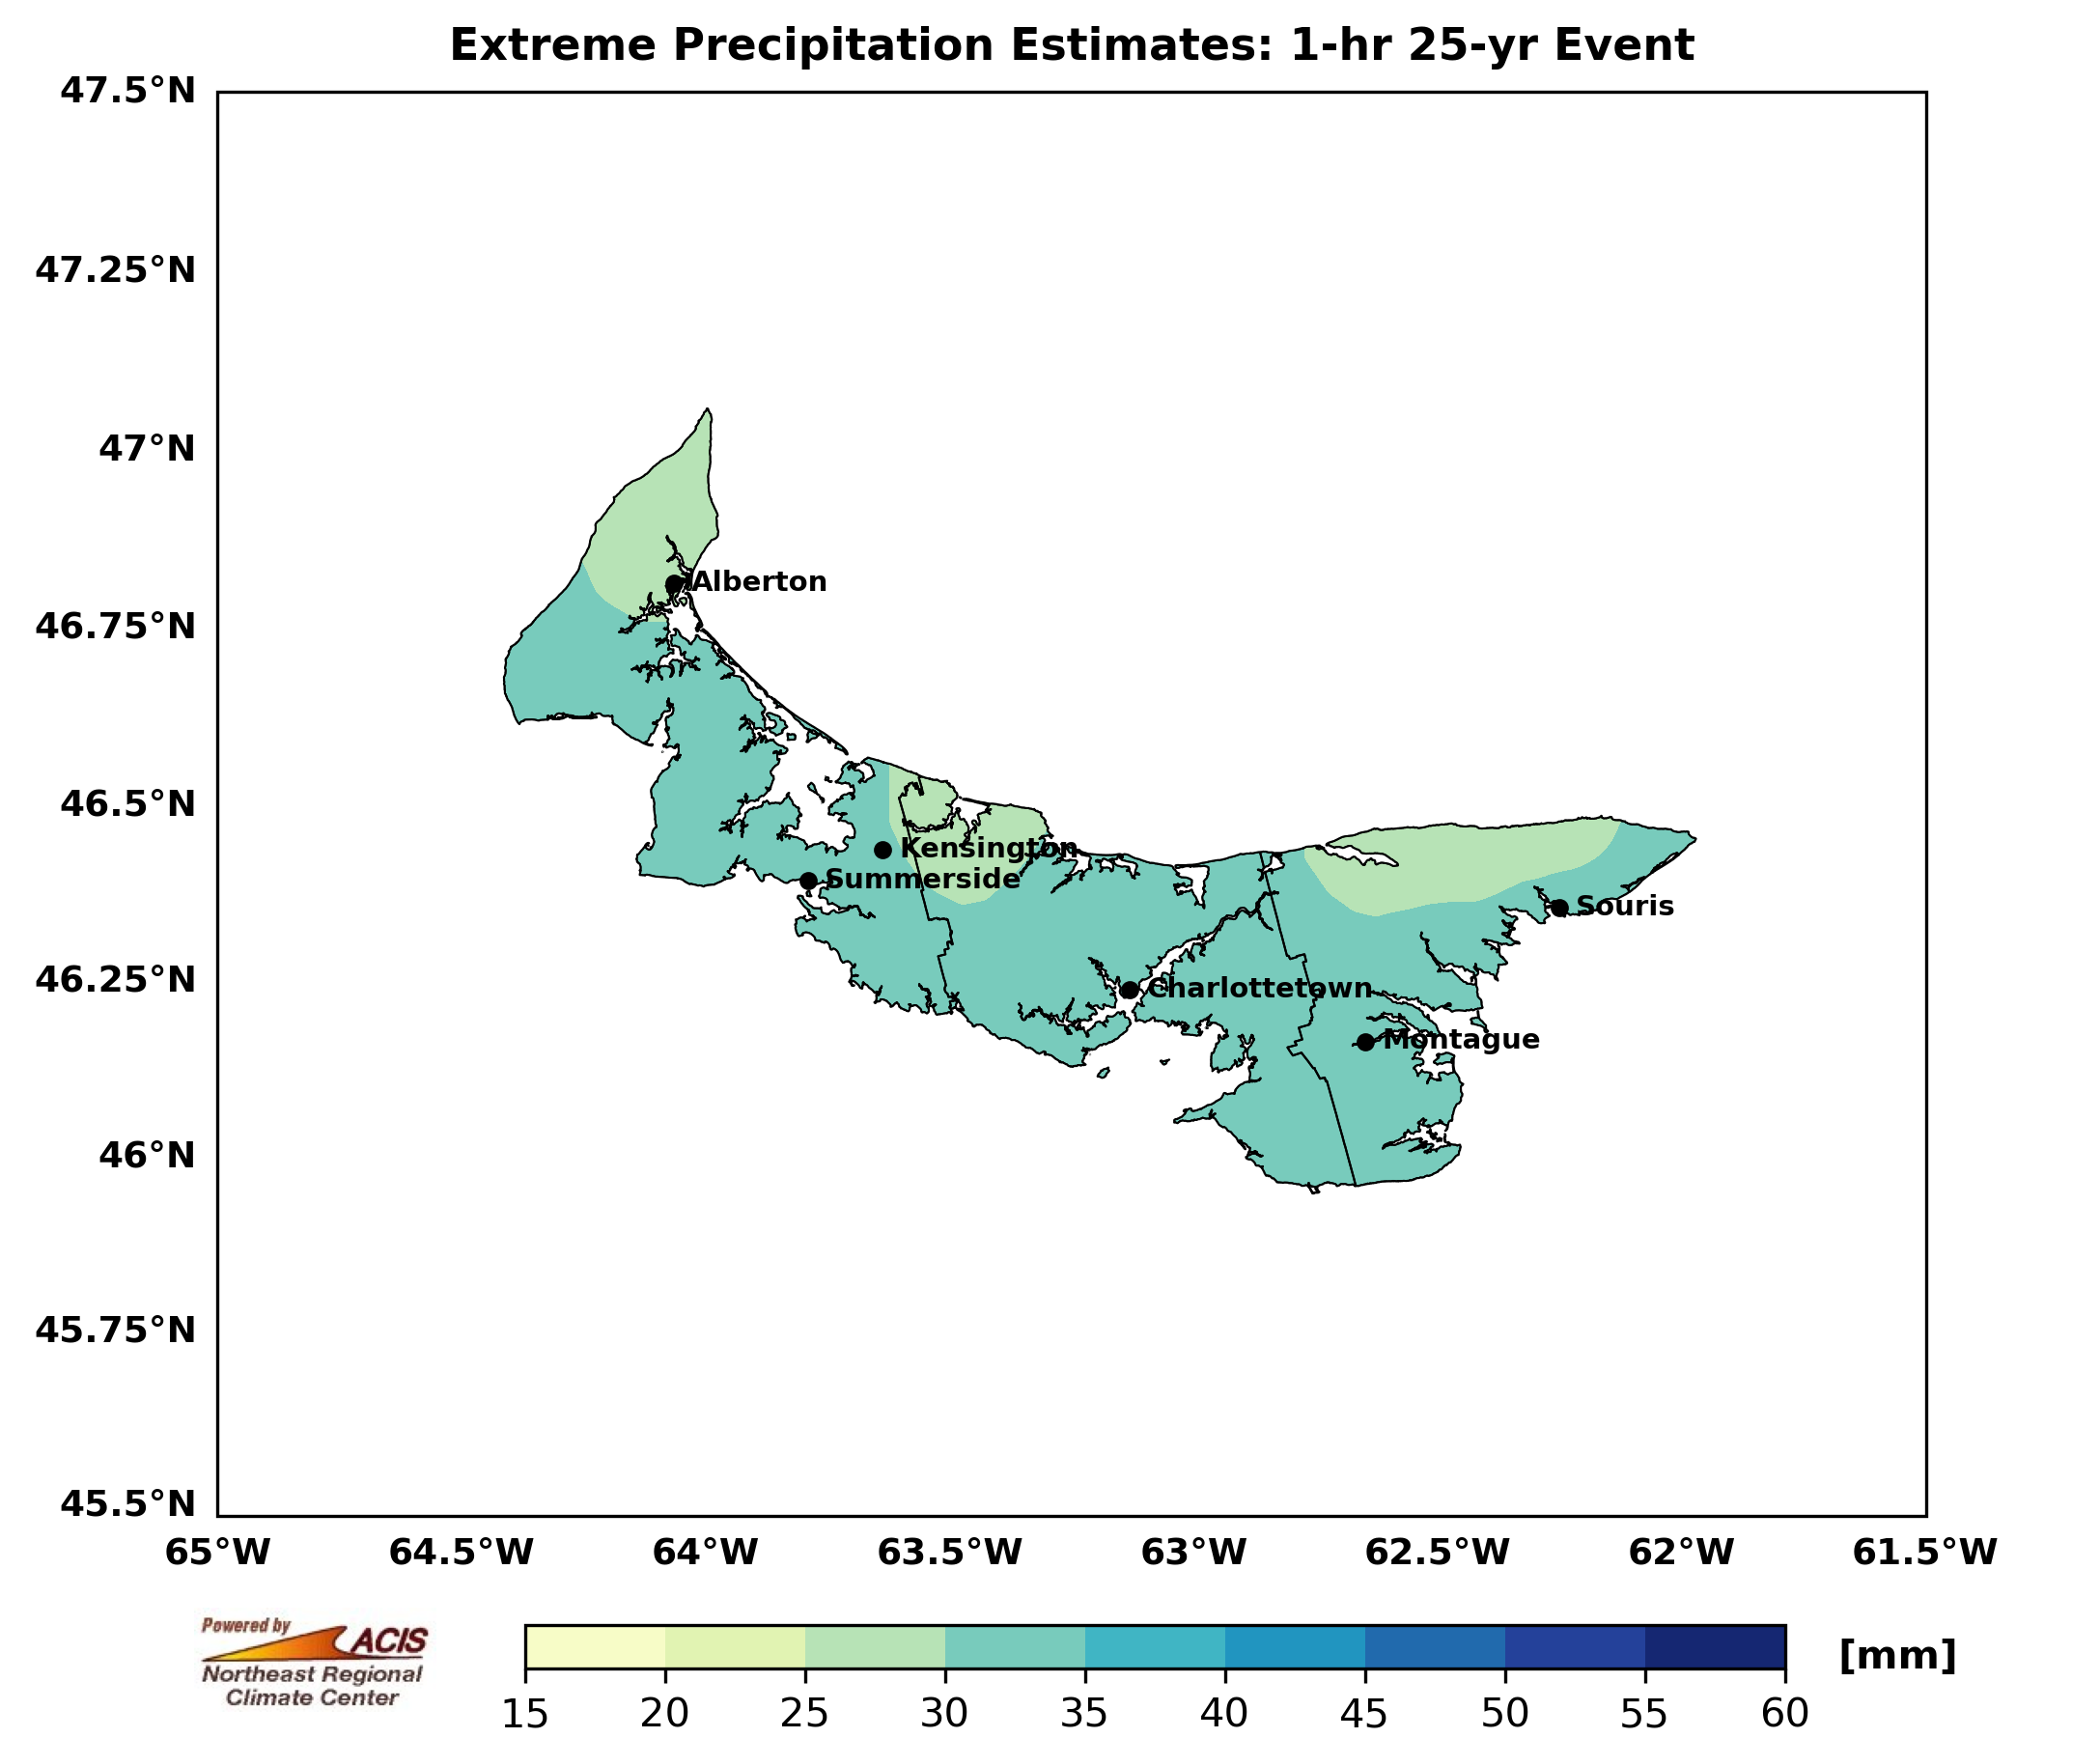 Extreme Precipitation Estimates: 1-hr 25-yr Event
47.5°N
47.25°N
47°N
46.75°N
46.5°N
46.25°N
46°N
45.75°N
45.5°N
Alberton
Kensington
Summerside
Souris
Charlottetown
Montague
65°W 64.5°W 64°W 63.5°W 63°W 62.5°W 62°W 61.5°W
Powered by
ACIS
Northeast Regional
Climate Center
[mm]
15 20 25 30 35 40 45 50 55 60